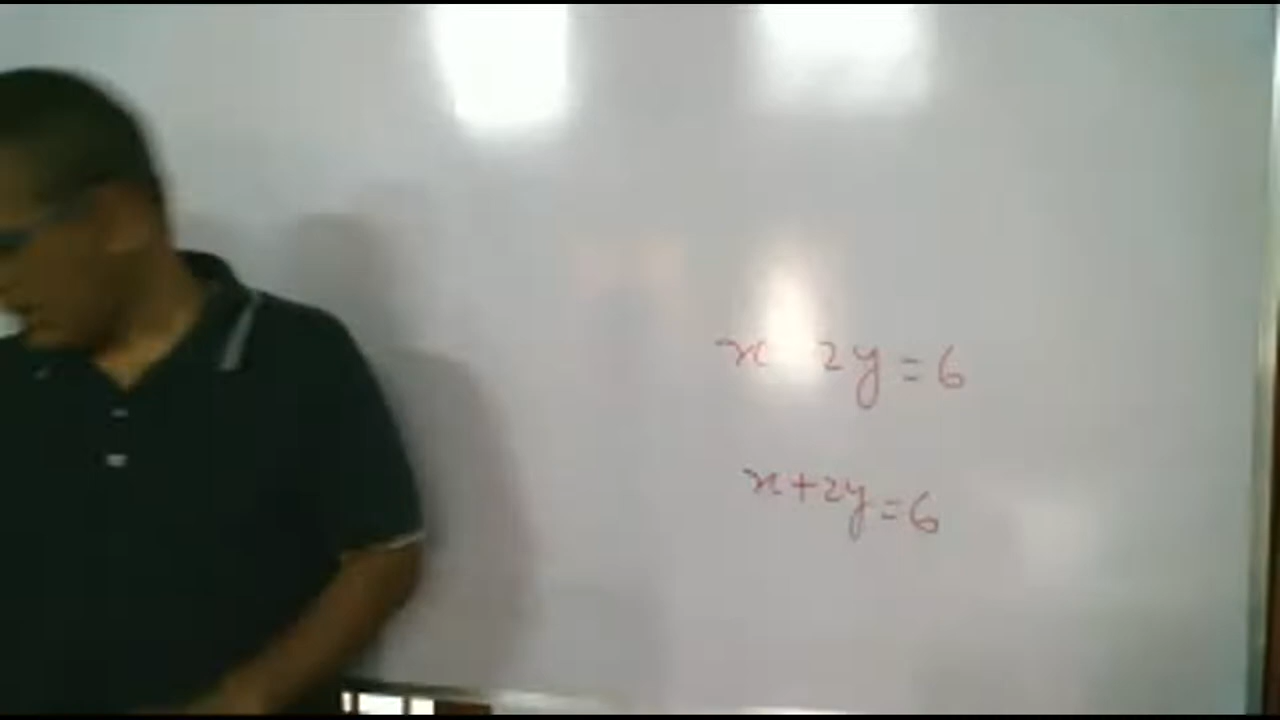 x 2y = 6
x + 2y = 6